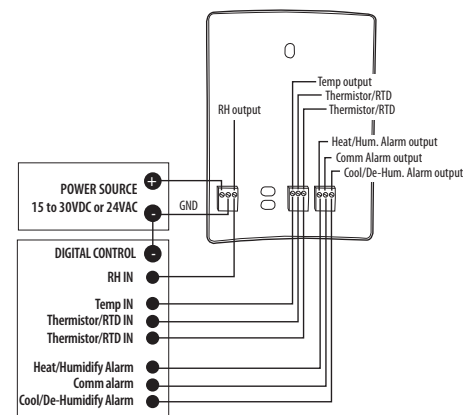 Temp output
Thermistor/RTD
Thermistor/RTD
RH output
Heat/Hum. Alarm output
Comm Alarm output
Cool/De-Hum. Alarm output
+
POWER SOURCE
15 to 30VDC or 24VAC
-
GND
DIGITAL CONTROL
-
RH IN
Temp IN
Thermistor/RTD IN
Thermistor/RTD IN
Heat/Humidify Alarm
Comm alarm
Cool/De-Humidify Alarm